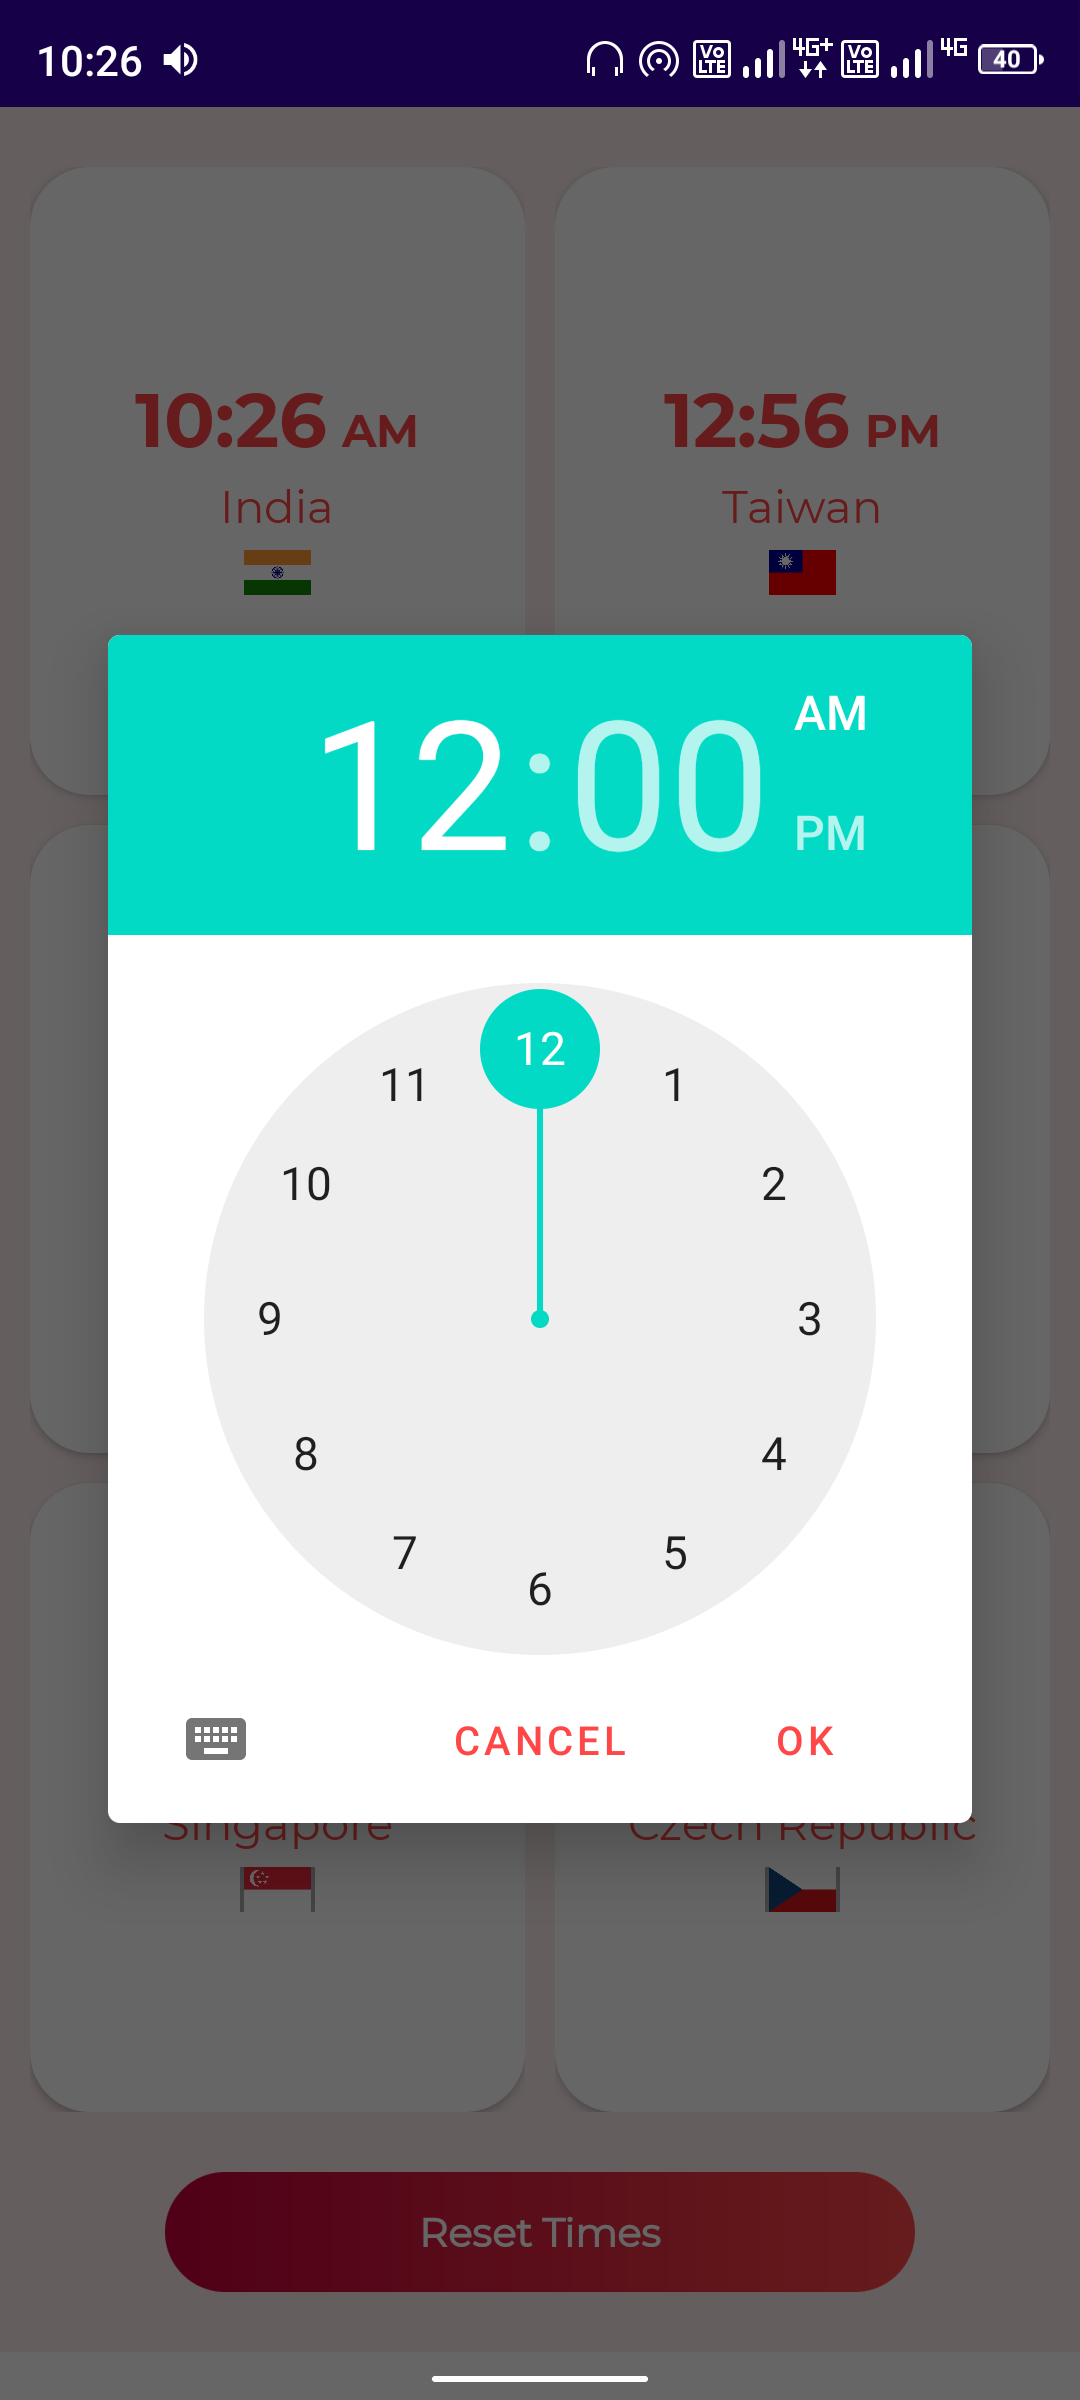 10:26 Vo LTE 4G+ Vo LTE 4G 40
10:26 AM
India
12:56 PM
Taiwan
12:00
AM
PM
12
11
1
10
2
9
3
8
4
7
5
6
CANCEL OK
Singapore
Czech Republic
Reset Times